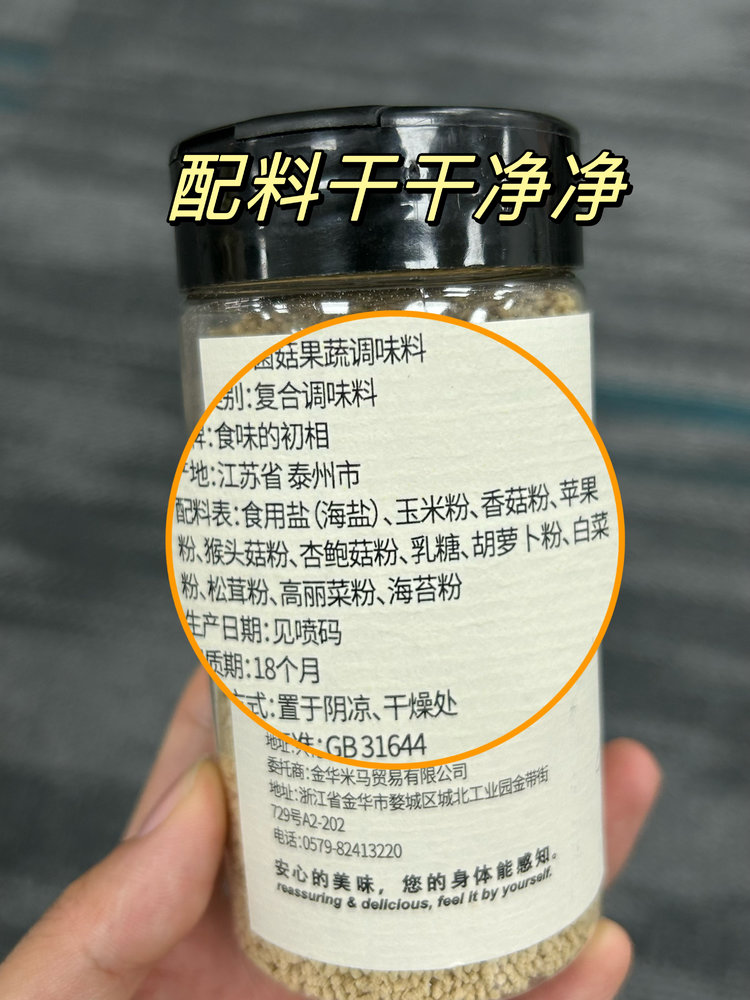 配料干干净净
菌菇果蔬调味料
别:复合调味料
牌:食味的初相
产地:江苏省 泰州市
配料表:食用盐(海盐)、玉米粉、香菇粉、苹果
粉、猴头菇粉、杏鲍菇粉、乳糖、胡萝卜粉、白菜
粉、松茸粉、高丽菜粉、海苔粉
生产日期:见喷码
质期:18个月
方式:置于阴凉、干燥处
准:GB 31644
委托商:金华米马贸易有限公司
地址:浙江省金华市婺城区城北工业园金带街
729号A2-202
电话:0579-82413220
安心的美味，您的身体能感知。
reassuring & delicious, feel it by yourself.